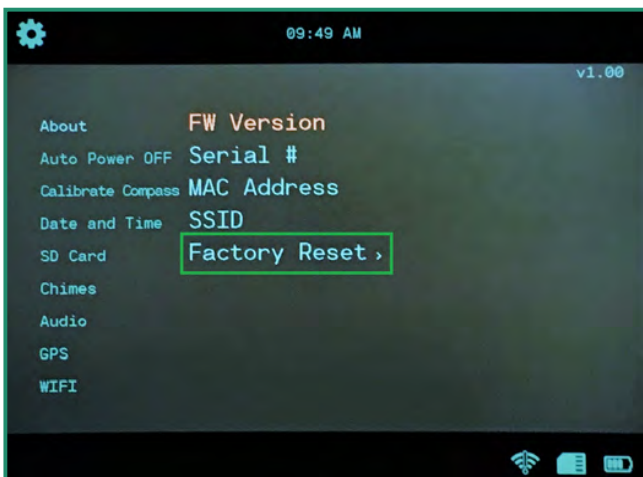 09:49 AM
v1.00
About
FW Version
Auto Power OFF
Serial #
Calibrate Compass
MAC Address
Date and Time
SSID
SD Card
Factory Reset ›
Chimes
Audio
GPS
WIFI